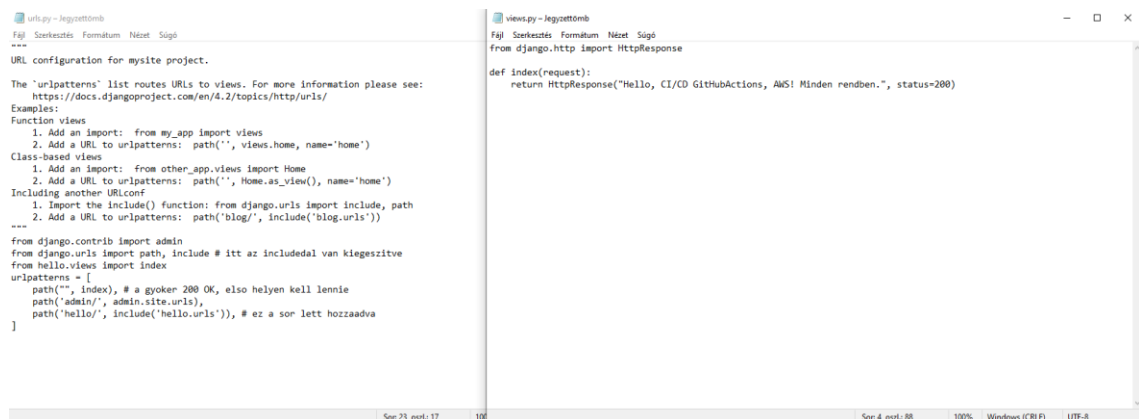 urls.py – Jegyzettömb
Fájl Szerkesztés Formátum Nézet Súgó
"""
URL configuration for mysite project.
The `urlpatterns` list routes URLs to views. For more information please see:
    https://docs.djangoproject.com/en/4.2/topics/http/urls/
Examples:
Function views
    1. Add an import:  from my_app import views
    2. Add a URL to urlpatterns:  path('', views.home, name='home')
Class-based views
    1. Add an import:  from other_app.views import Home
    2. Add a URL to urlpatterns:  path('', Home.as_view(), name='home')
Including another URLconf
    1. Import the include() function: from django.urls import include, path
    2. Add a URL to urlpatterns:  path('blog/', include('blog.urls'))
"""
from django.contrib import admin
from django.urls import path, include # itt az includedal van kiegeszitve
from hello.views import index
urlpatterns = [
    path("", index), # a gyoker 200 OK, elso helyen kell lennie
    path('admin/', admin.site.urls),
    path('hello/', include('hello.urls')), # ez a sor lett hozzaadva
]
Sor: 23, oszl.: 17 100
views.py – Jegyzettömb
Fájl Szerkesztés Formátum Nézet Súgó
from django.http import HttpResponse
def index(request):
    return HttpResponse("Hello, CI/CD GitHubActions, AWS! Minden rendben.", status=200)
Sor: 4, oszl.: 88 100% Windows (CRLF) UTF-8